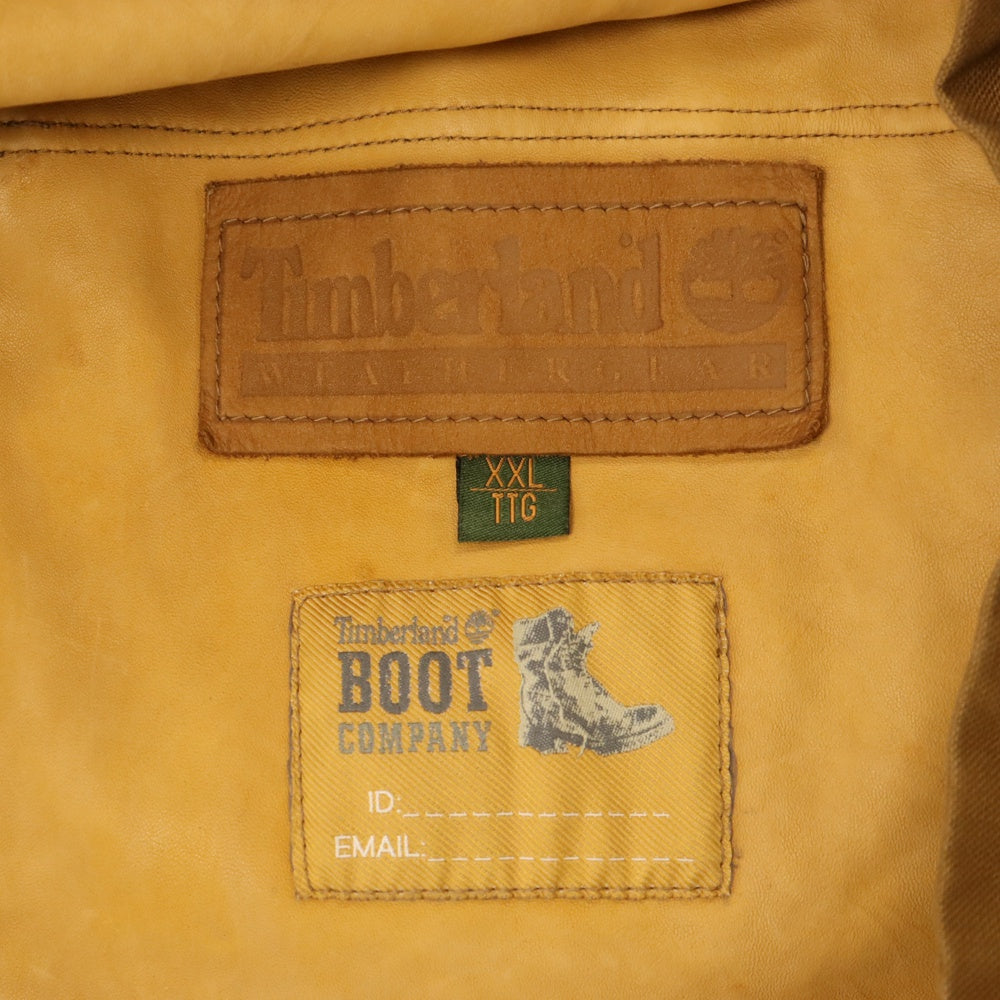 Timberland
WEATHERGEAR
XXL
TTG
Timberland
BOOT
COMPANY
ID:_ _ _ _ _ _ _ _ _ _ _ _
EMAIL:_ _ _ _ _ _ _ _ _ _ _ _